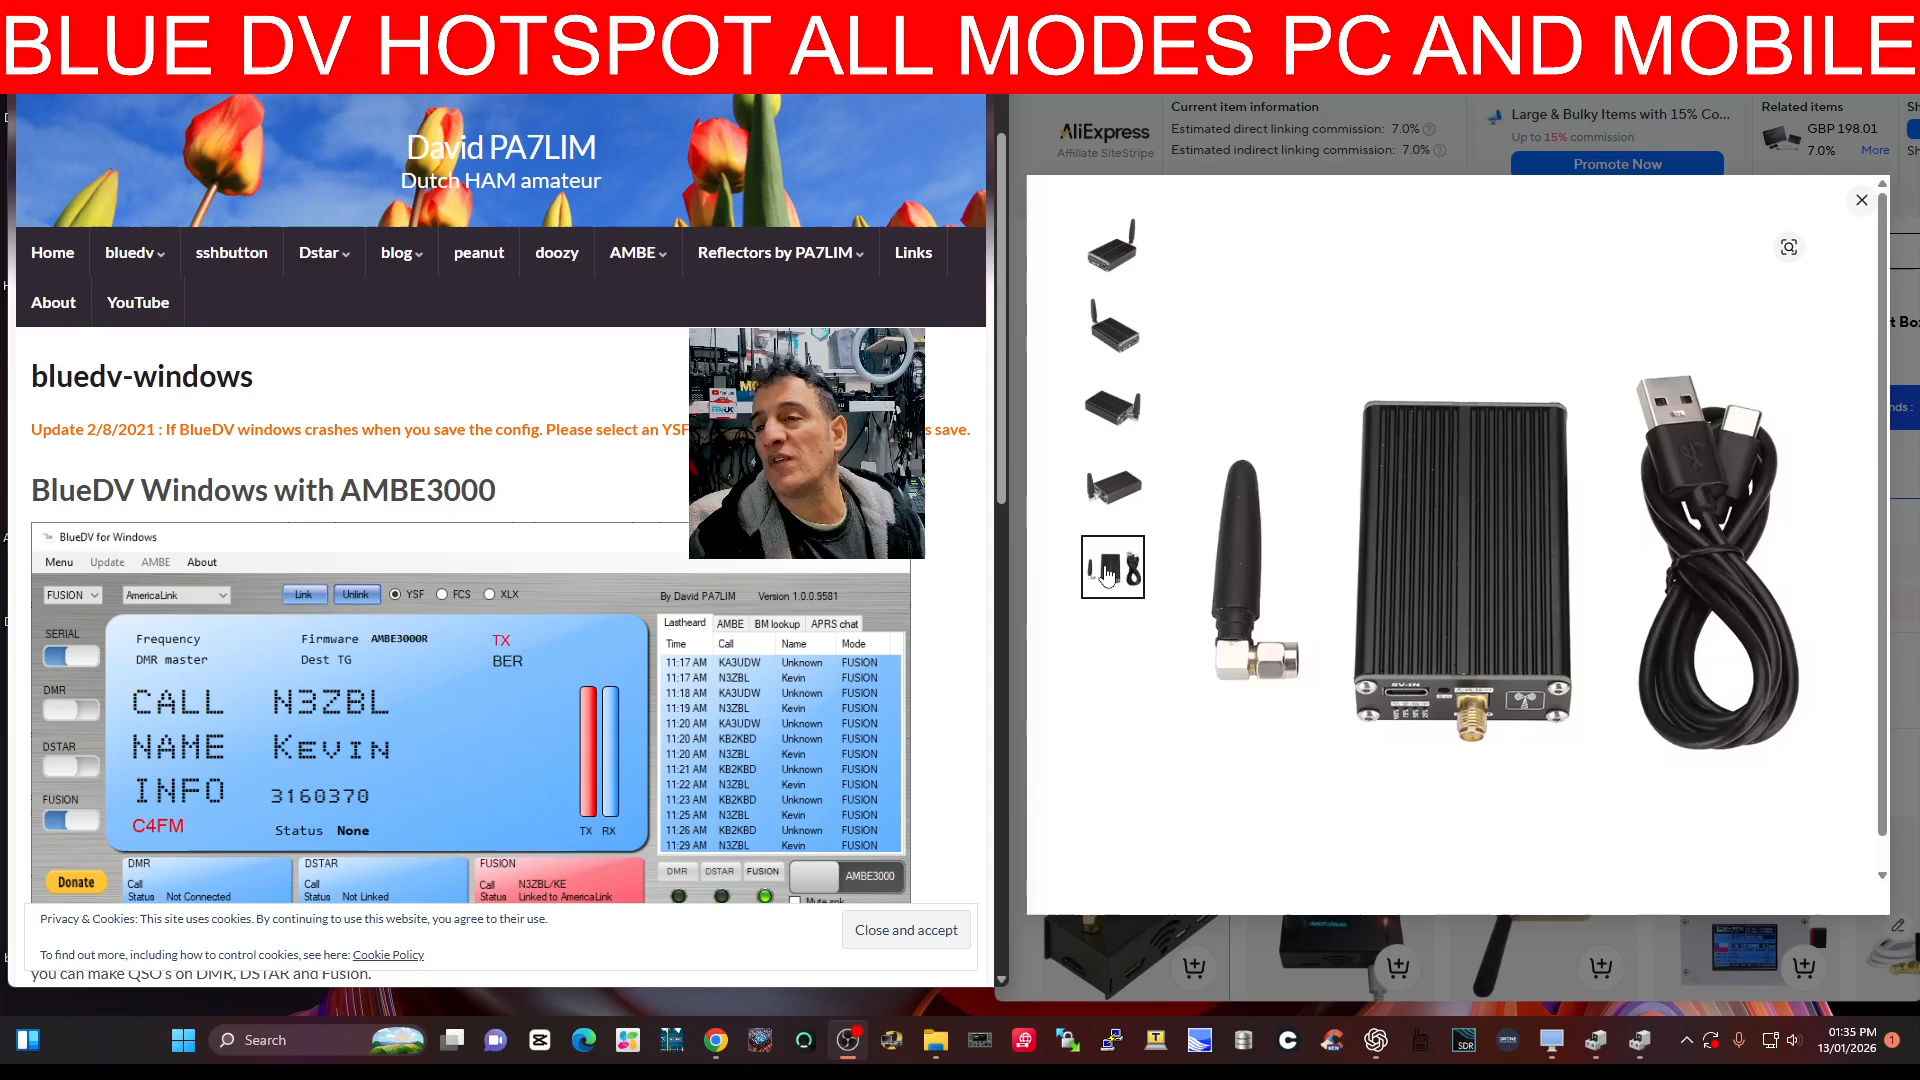 BLUE DV HOTSPOT ALL MODES PC AND MOBILE
David PA7LIM
Dutch HAM amateur
Home
bluedv
sshbutton
Dstar
blog
peanut
doozy
AMBE
Reflectors by PA7LIM
Links
About
YouTube
bluedv-windows
Update 2/8/2021 : If BlueDV windows crashes when you save the config. Please select an YSF
s save.
BlueDV Windows with AMBE3000
BlueDV for Windows
Menu
Update
AMBE
About
FUSION
AmericaLink
Link
Unlink
YSF
FCS
XLX
By David PA7LIM
Version 1.0.0.9581
SERIAL
DMR
DSTAR
FUSION
Frequency
Firmware AMBE3000R
TX
DMR master
Dest TG
BER
CALL N3ZBL
NAME Kevin
INFO 3160370
C4FM
Status None
TX RX
Lastheard
AMBE
BM lookup
APRS chat
Time Call Name Mode
11:17 AM KA3UDW Unknown FUSION
11:17 AM N3ZBL Kevin FUSION
11:18 AM KA3UDW Unknown FUSION
11:19 AM N3ZBL Kevin FUSION
11:20 AM KA3UDW Unknown FUSION
11:20 AM KB2KBD Unknown FUSION
11:20 AM N3ZBL Kevin FUSION
11:21 AM KB2KBD Unknown FUSION
11:22 AM N3ZBL Kevin FUSION
11:23 AM KB2KBD Unknown FUSION
11:25 AM N3ZBL Kevin FUSION
11:26 AM KB2KBD Unknown FUSION
11:29 AM N3ZBL Kevin FUSION
Donate
DMR
Call
Status Not Connected
DSTAR
Call
Status Not Linked
FUSION
Call N3ZBL/KE
Status Linked to AmericaLink
DMR DSTAR FUSION
AMBE3000
Privacy & Cookies: This site uses cookies. By continuing to use this website, you agree to their use.
To find out more, including how to control cookies, see here: Cookie Policy
Close and accept
you can make QSO's on DMR, DSTAR and Fusion.
AliExpress
Affiliate SiteStripe
Current item information
Estimated direct linking commission: 7.0%
Estimated indirect linking commission: 7.0%
Large & Bulky Items with 15% Co...
Up to 15% commission
Promote Now
Related items
GBP 198.01
7.0% More
5V-IN
Search
01:35 PM
13/01/2026
1